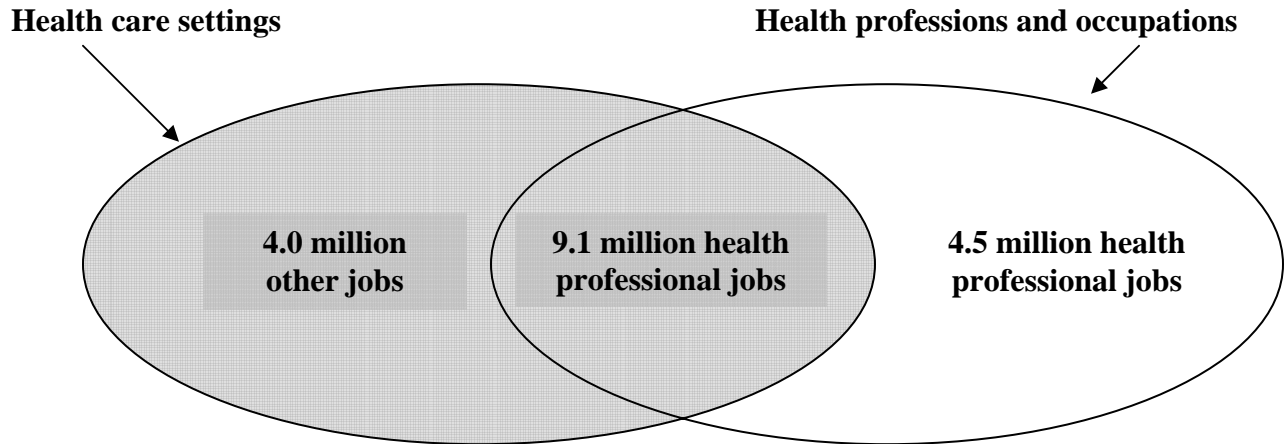 Health care settings
Health professions and occupations
4.0 million
other jobs
9.1 million health
professional jobs
4.5 million health
professional jobs